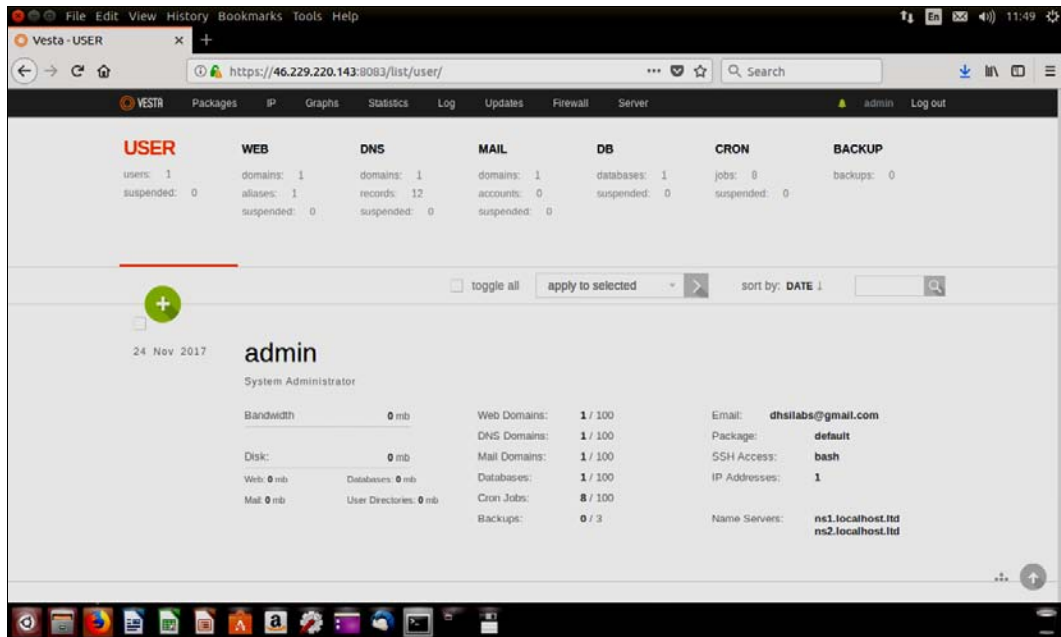 File Edit View History Bookmarks Tools Help
En 11:49
Vesta - USER × +
https://46.229.220.143:8083/list/user/ Search
VESTA Packages IP Graphs Statistics Log Updates Firewall Server admin Log out
USER WEB DNS MAIL DB CRON BACKUP
users: 1 domains: 1 domains: 1 domains: 1 databases: 1 jobs: 8 backups: 0
suspended: 0 aliases: 1 records: 12 accounts: 0 suspended: 0 suspended: 0
suspended: 0 suspended: 0 suspended: 0
toggle all apply to selected sort by: DATE ↓
24 Nov 2017 admin
System Administrator
Bandwidth 0 mb Web Domains: 1 / 100 Email: dhsilabs@gmail.com
DNS Domains: 1 / 100 Package: default
Disk: 0 mb Mail Domains: 1 / 100 SSH Access: bash
Web: 0 mb Databases: 0 mb Databases: 1 / 100 IP Addresses: 1
Mail: 0 mb User Directories: 0 mb Cron Jobs: 8 / 100
Backups: 0 / 3 Name Servers: ns1.localhost.ltd
ns2.localhost.ltd